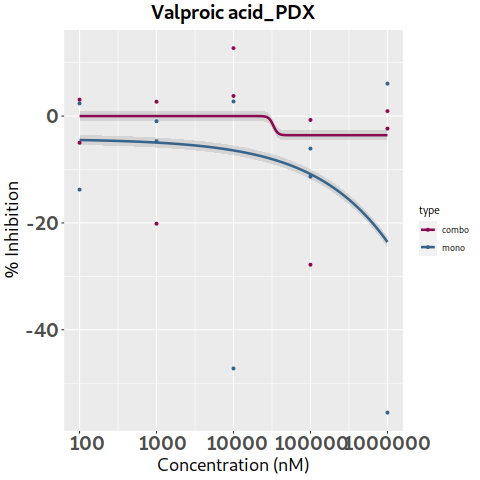 Valproic acid_PDX
% Inhibition
0
-20
-40
100 1000 10000 100000 1000000
Concentration (nM)
type
combo
mono